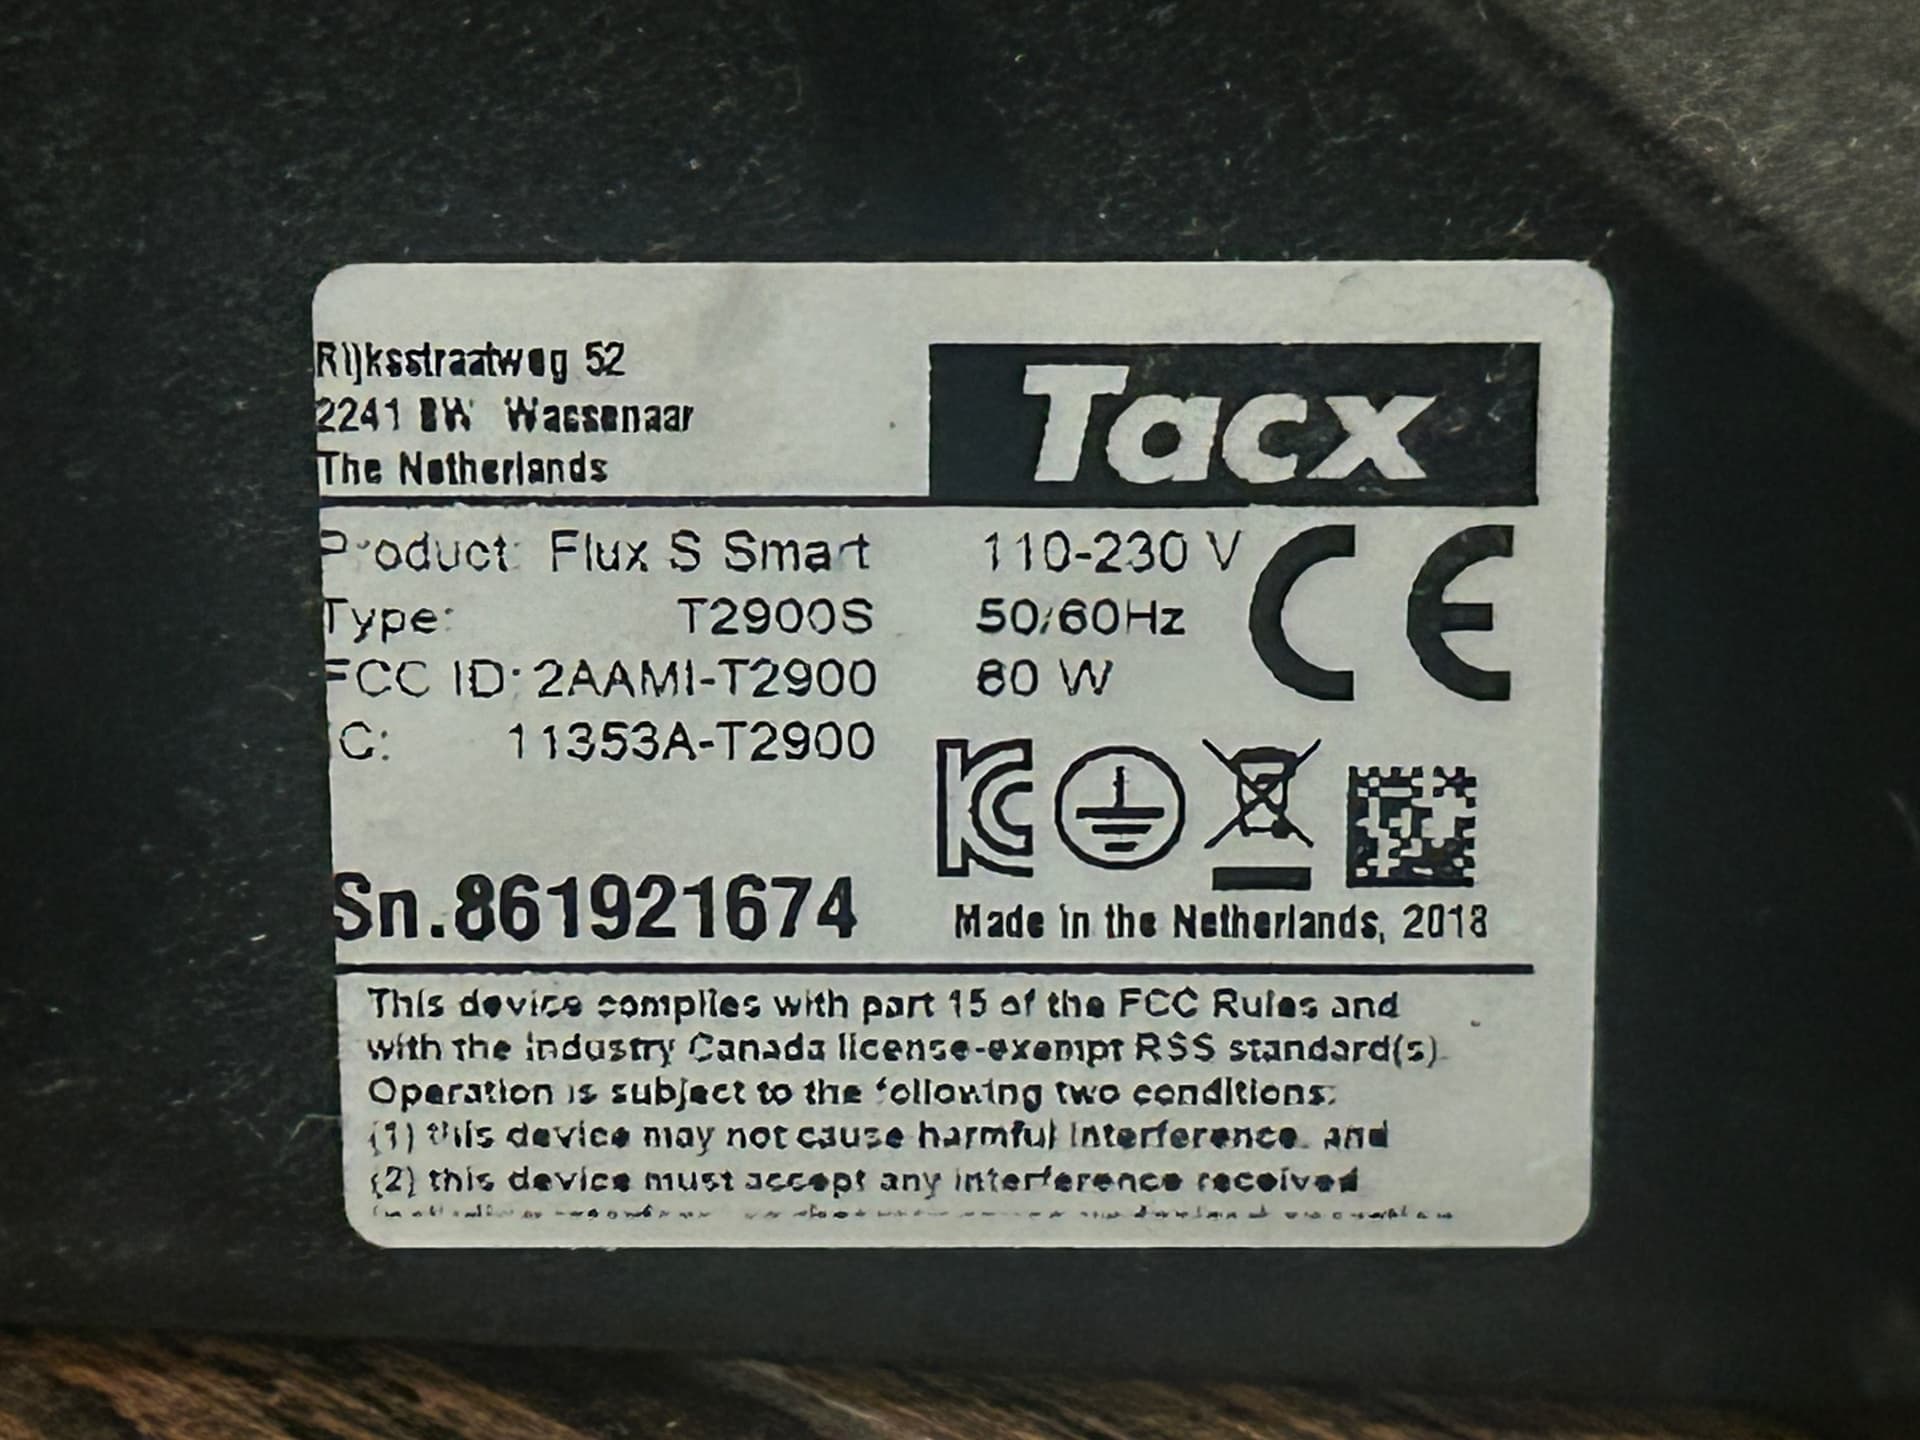 Rijksstraatweg 52
2241 BW Wassenaar
The Netherlands
Tacx
Product: Flux S Smart
110-230 V
CE
Type: T2900S
50/60Hz
FCC ID: 2AAMI-T2900
60 W
IC: 11353A-T2900
Sn.861921674
Made in the Netherlands, 2018
This device complies with part 15 of the FCC Rules and
with the Industry Canada license-exempt RSS standard(s).
Operation is subject to the following two conditions:
(1) this device may not cause harmful interference, and
(2) this device must accept any interference received